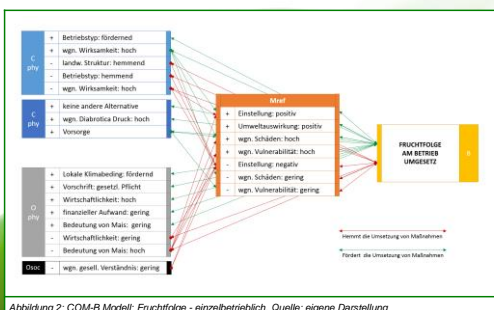 C
phy
+ Betriebstyp: förderned
+ wgn. Wirksamkeit: hoch
- landw. Struktur: hemmend
- Betriebstyp: hemmend
- wgn. Wirksamkeit: hoch
C
phy
+ keine andere Alternative
+ wgn. Diabrotica Druck: hoch
+ Vorsorge
O
phy
+ Lokale Klimabeding: fördernd
+ Vorschrift: gesetzl. Pflicht
+ Wirtschaftlichkeit: hoch
+ finanzieller Aufwand: gering
+ Bedeutung von Mais: gering
- Wirtschaftlichkeit: gering
- Bedeutung von Mais: hoch
Osoc - wgn. gesell. Verständnis: gering
Mref
+ Einstellung: positiv
+ Umweltauswirkung: positiv
+ wgn. Schäden: hoch
+ wgn. Vulnerabilität: hoch
- Einstellung: negativ
- wgn. Schäden: gering
- wgn. Vulnerabilität: gering
FRUCHTFOLGE
AM BETRIEB
UMGESETZ
B
Hemmt die Umsetzung von Maßnahmen
Fördert die Umsetzung von Maßnahmen
Abbildung 2: COM-B Modell: Fruchtfolge - einzelbetrieblich. Quelle: eigene Darstellung